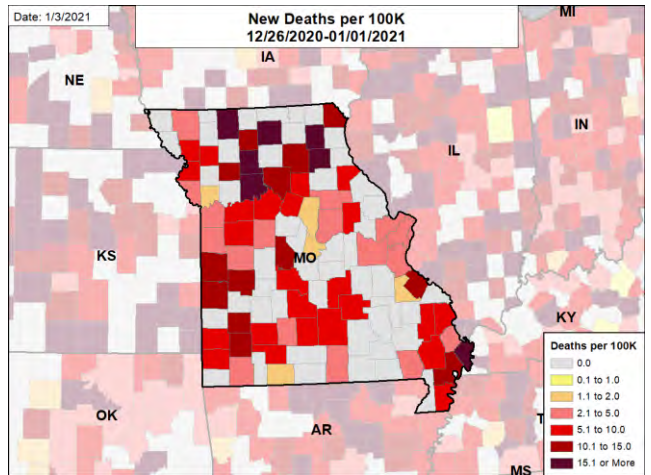 Date: 1/3/2021
New Deaths per 100K
12/26/2020-01/01/2021
MI
IA
NE
IN
IL
KS
MO
KY
OK
AR
MS
T
Deaths per 100K
0.0
0.1 to 1.0
1.1 to 2.0
2.1 to 5.0
5.1 to 10.0
10.1 to 15.0
15.1 or More